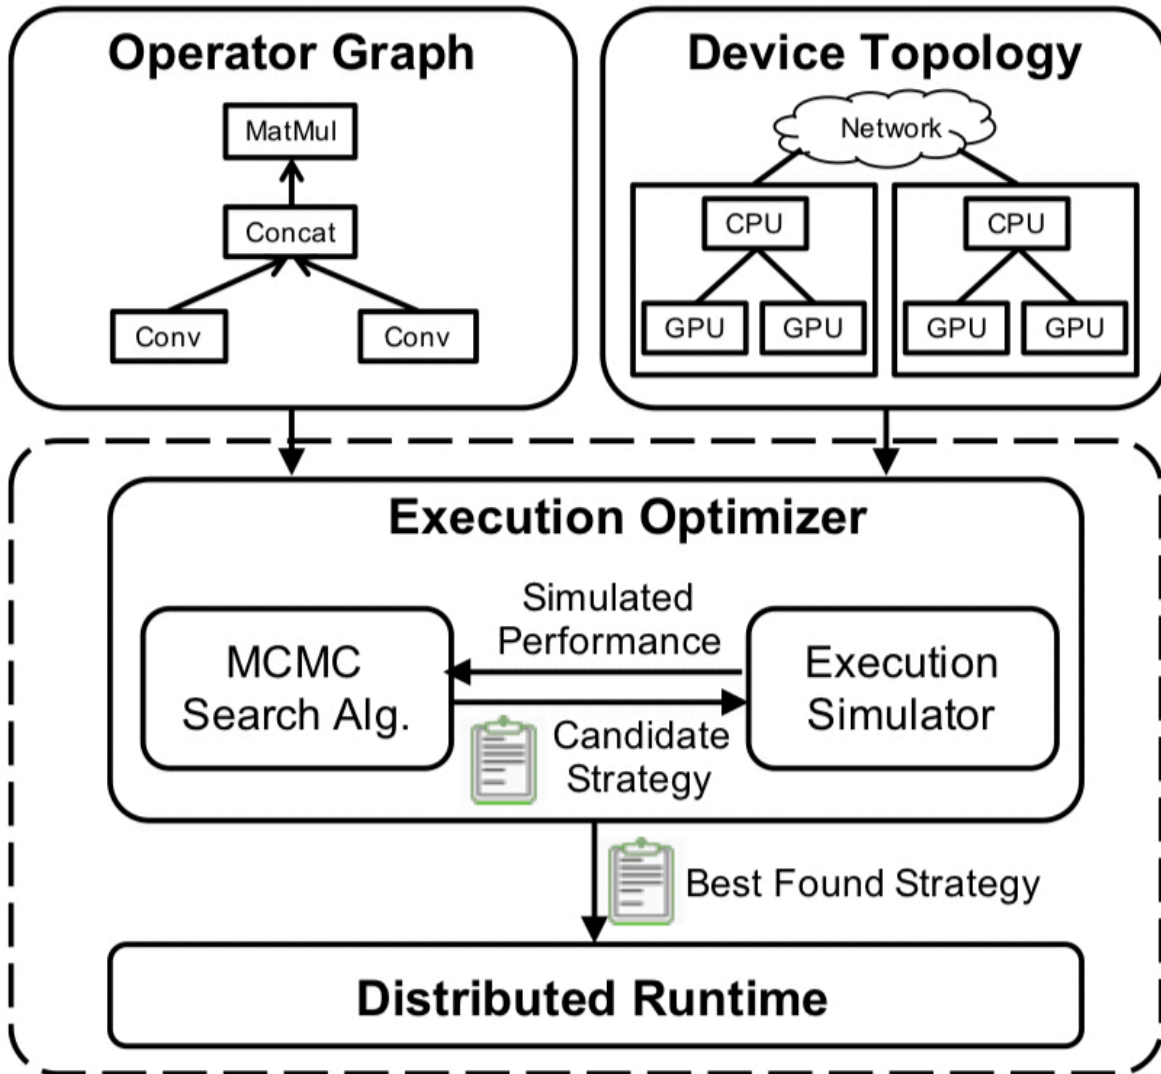 Operator Graph
MatMul
Concat
Conv
Conv
Device Topology
Network
CPU
CPU
GPU
GPU
GPU
GPU
Execution Optimizer
MCMC
Search Alg.
Simulated
Performance
Candidate
Strategy
Execution
Simulator
Best Found Strategy
Distributed Runtime